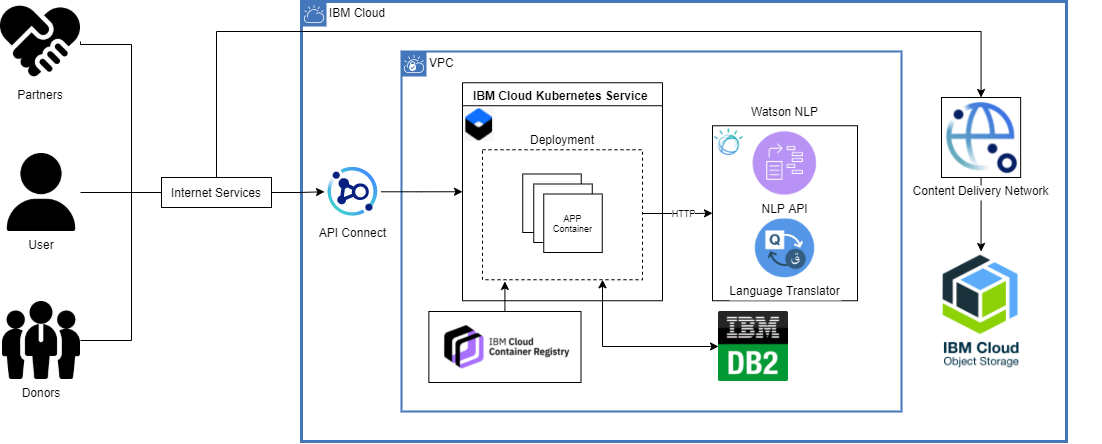 IBM Cloud
VPC
Partners
IBM Cloud Kubernetes Service
Watson NLP
Deployment
Internet Services
User
API Connect
APP
Container
HTTP
NLP API
Q
ق
Language Translator
Content Delivery Network
IBM Cloud
Container Registry
IBM
DB2
IBM Cloud
Object Storage
Donors